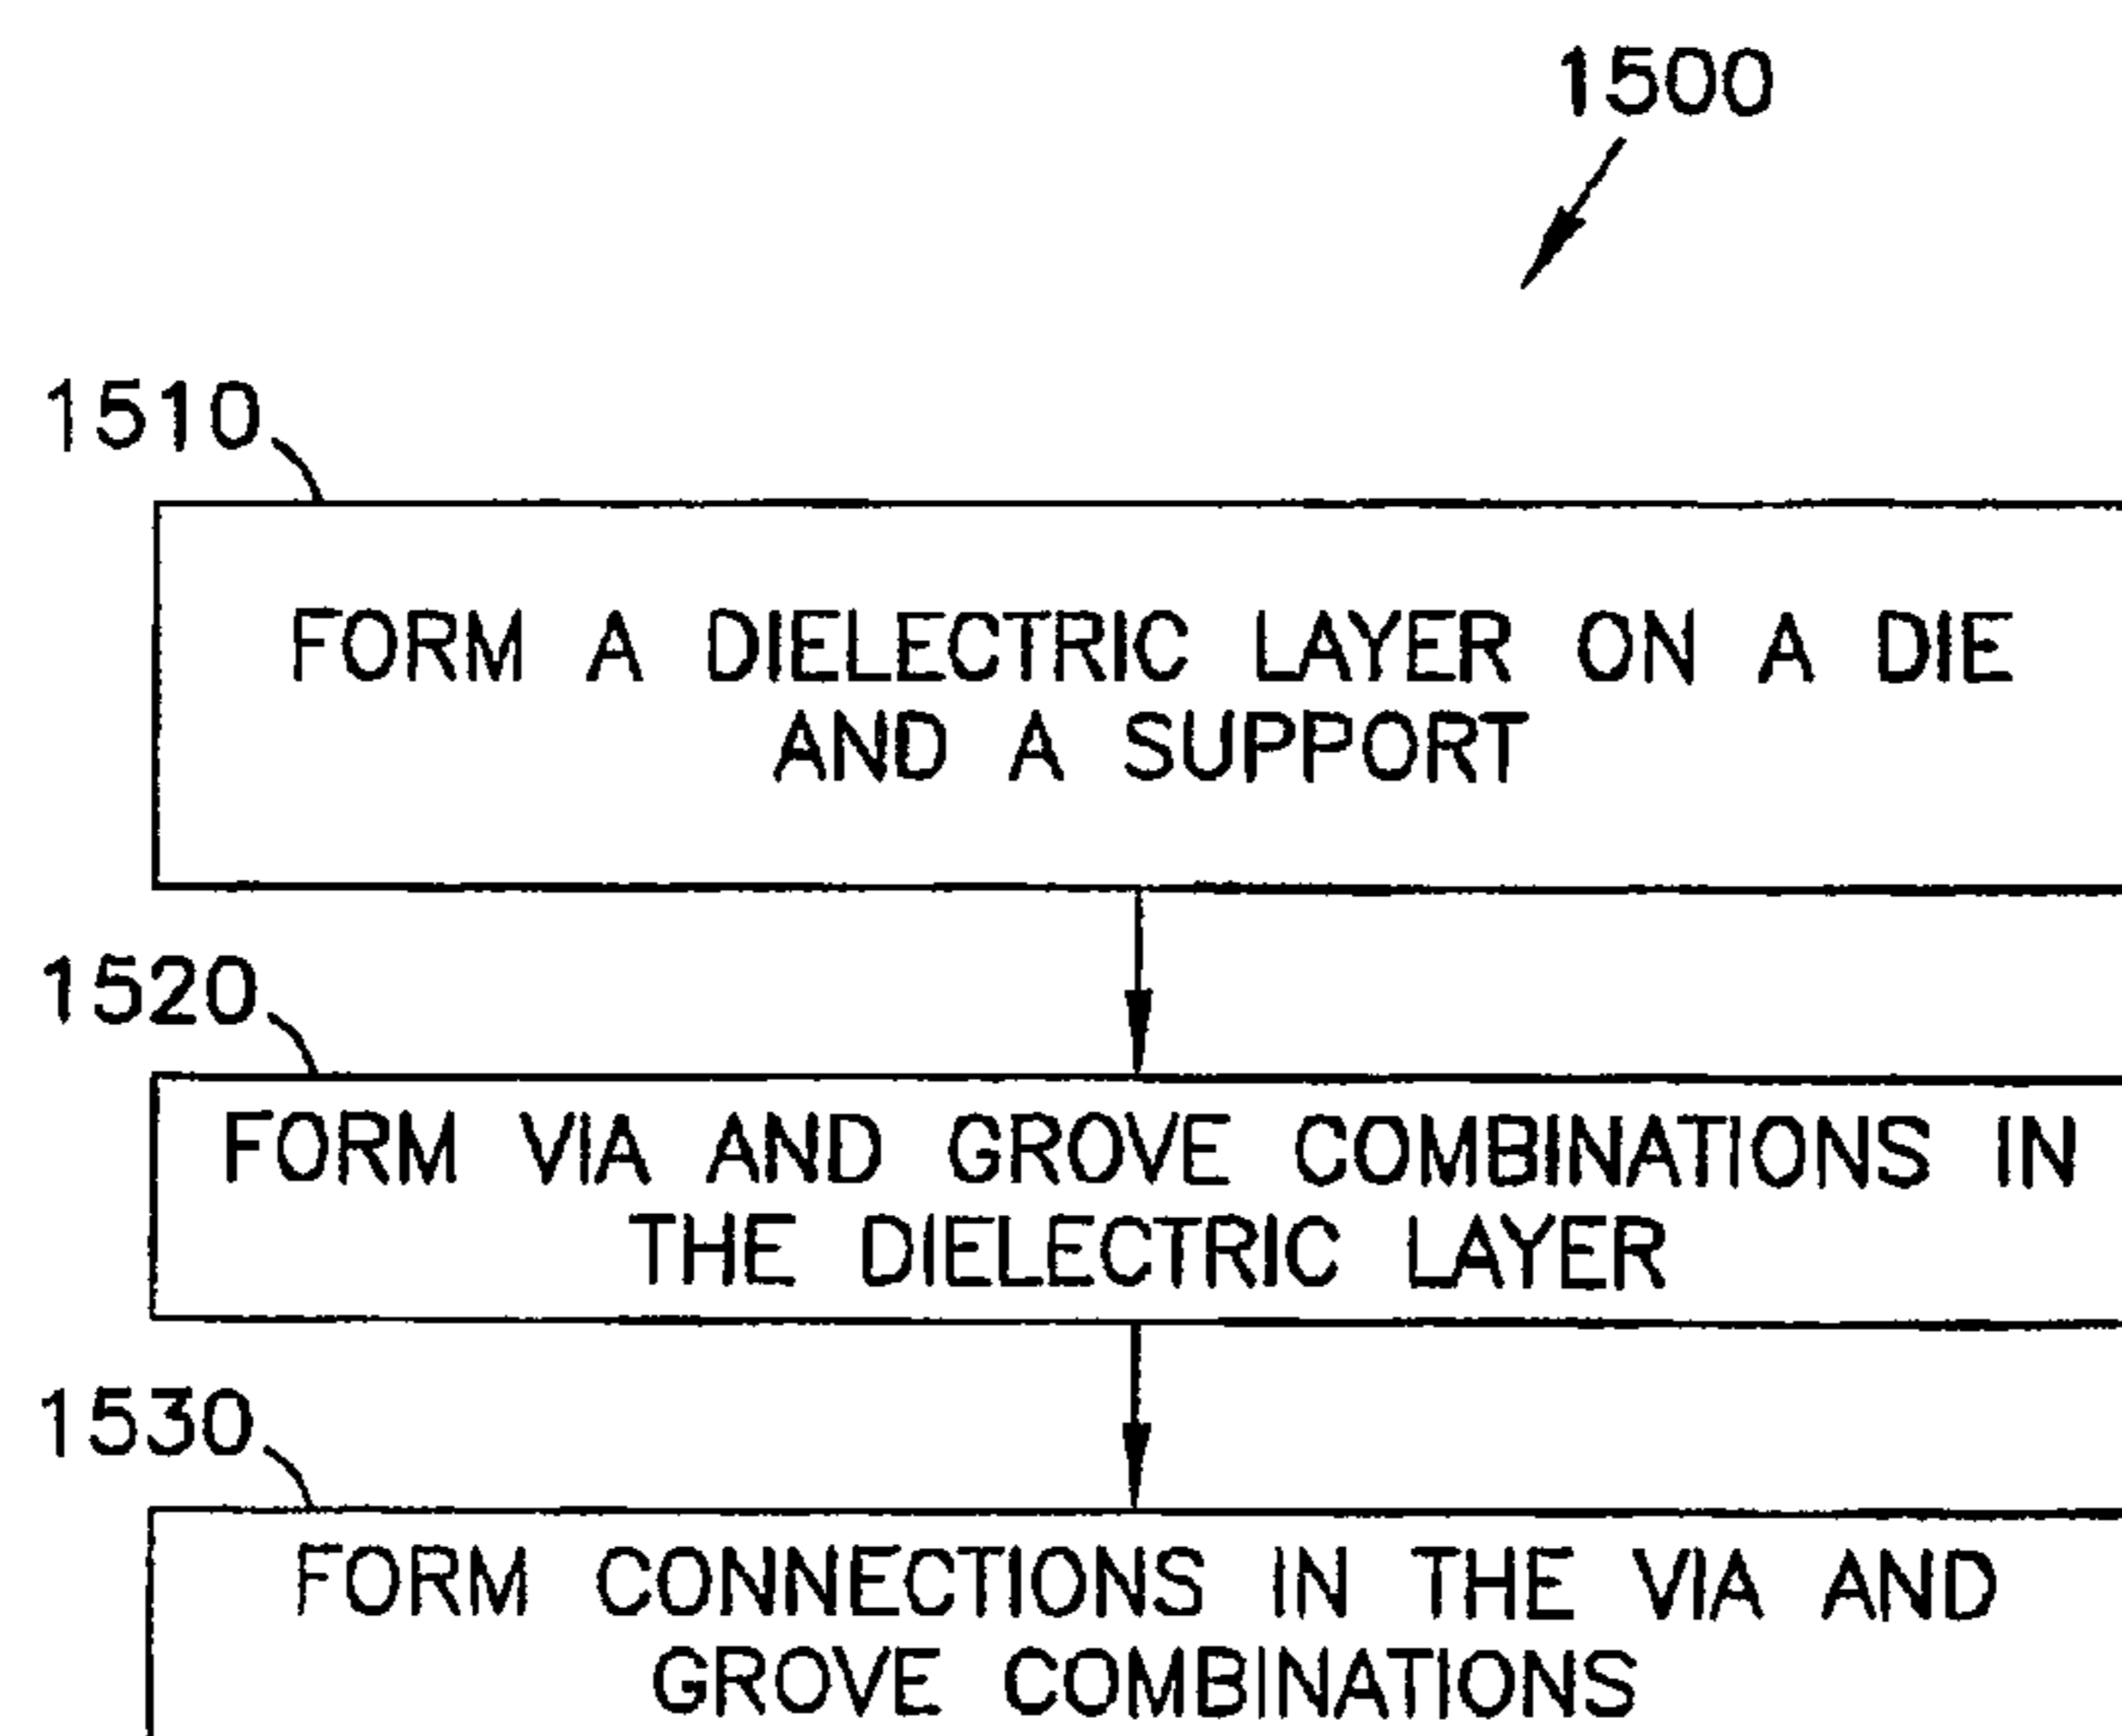 1500
1510
FORM A DIELECTRIC LAYER ON A DIE
AND A SUPPORT
1520
FORM VIA AND GROVE COMBINATIONS IN
THE DIELECTRIC LAYER
1530
FORM CONNECTIONS IN THE VIA AND
GROVE COMBINATIONS